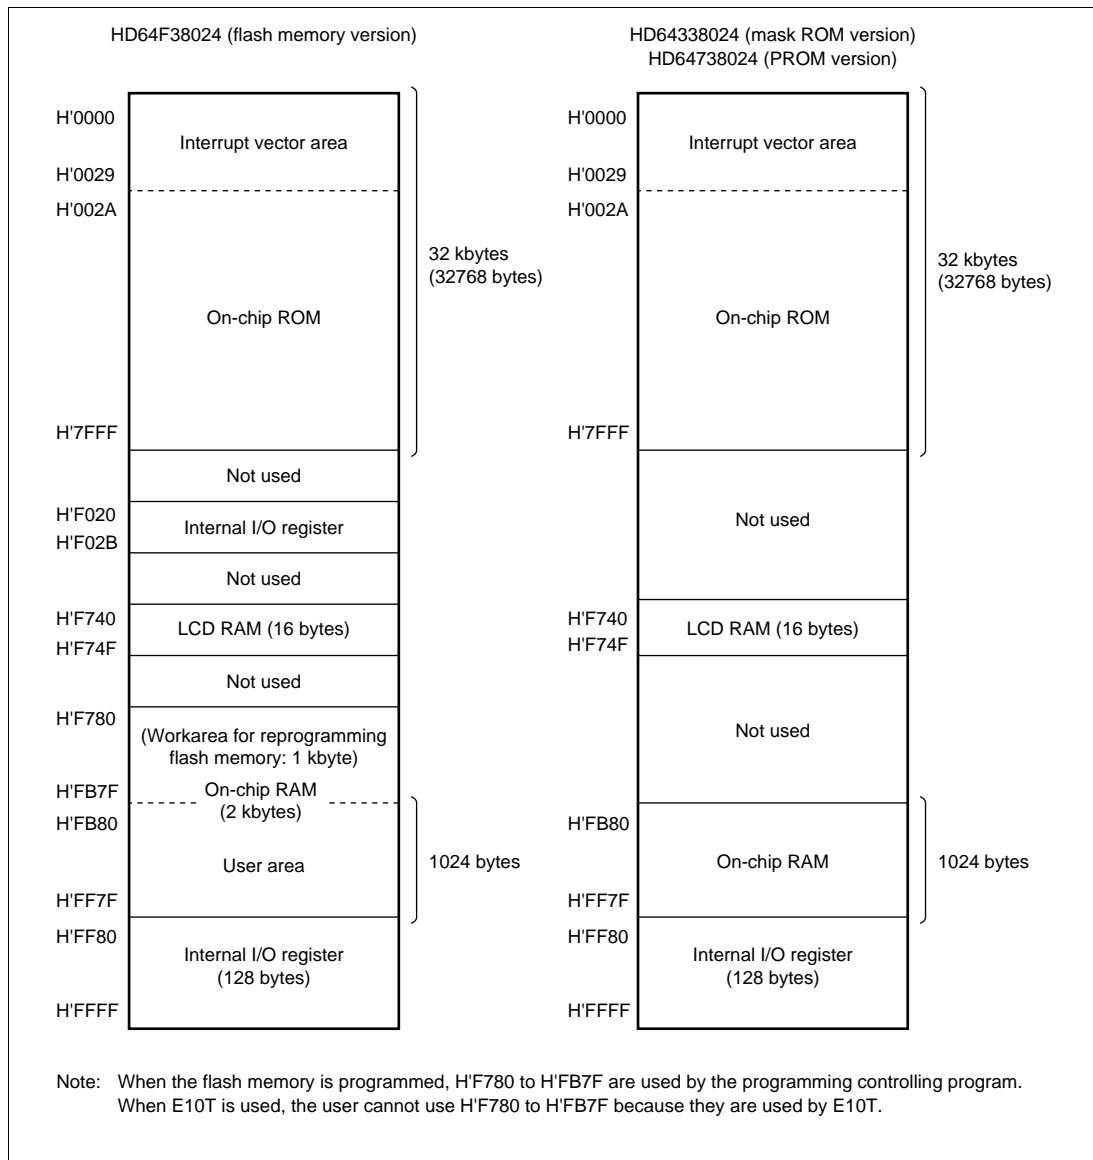 HD64F38024 (flash memory version)
H'0000
Interrupt vector area
H'0029
H'002A
On-chip ROM
32 kbytes
(32768 bytes)
H'7FFF
Not used
H'F020
Internal I/O register
H'F02B
Not used
H'F740
LCD RAM (16 bytes)
H'F74F
Not used
H'F780
(Workarea for reprogramming
flash memory: 1 kbyte)
H'FB7F
On-chip RAM
(2 kbytes)
H'FB80
User area
1024 bytes
H'FF7F
H'FF80
Internal I/O register
(128 bytes)
H'FFFF
HD64338024 (mask ROM version)
HD64738024 (PROM version)
H'0000
Interrupt vector area
H'0029
H'002A
On-chip ROM
32 kbytes
(32768 bytes)
H'7FFF
Not used
H'F740
LCD RAM (16 bytes)
H'F74F
Not used
H'FB80
On-chip RAM
1024 bytes
H'FF7F
H'FF80
Internal I/O register
(128 bytes)
H'FFFF
Note: When the flash memory is programmed, H'F780 to H'FB7F are used by the programming controlling program.
When E10T is used, the user cannot use H'F780 to H'FB7F because they are used by E10T.